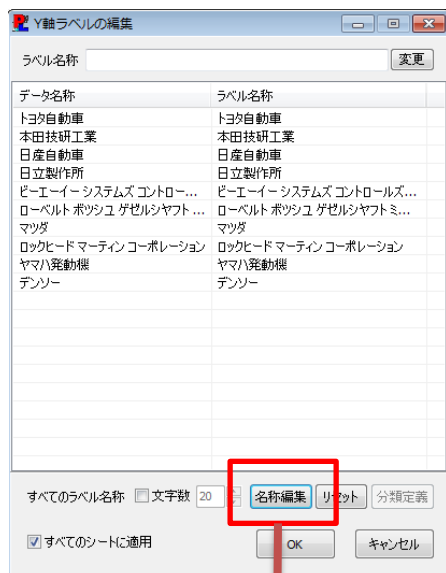 Y軸ラベルの編集
ラベル名称 変更
データ名称 ラベル名称
トヨタ自動車 トヨタ自動車
本田技研工業 本田技研工業
日産自動車 日産自動車
日立製作所 日立製作所
ビーエーイー システムズ コントロー... ビーエーイー システムズ コントロールズ...
ローベルト ボツシュ ゲゼルシヤフト ... ローベルト ボツシュ ゲゼルシヤフト ミ...
マツダ マツダ
ロックヒード マーティン コーポレーション ロックヒード マーティン コーポレーション
ヤマハ発動機 ヤマハ発動機
デンソー デンソー
すべてのラベル名称 文字数 20 名称編集 リセット 分類定義
すべてのシートに適用 OK キャンセル